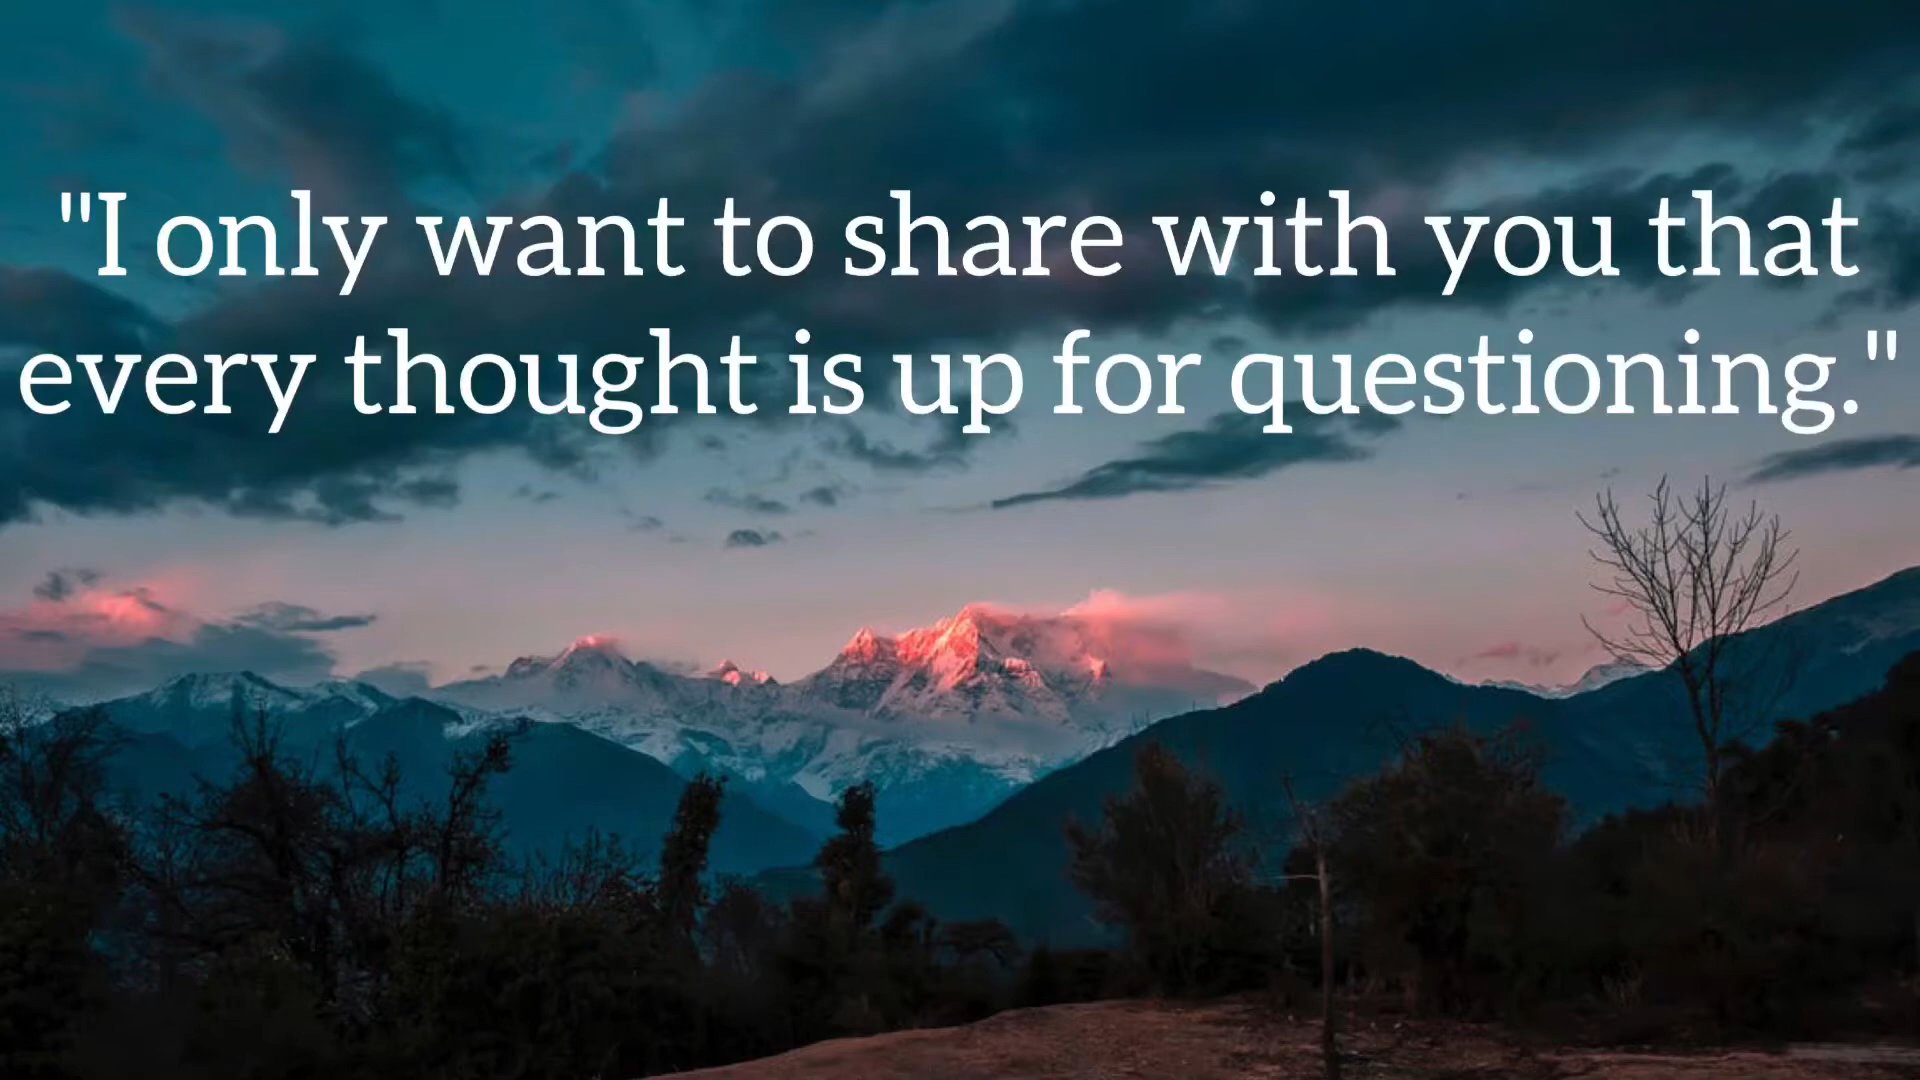 "I only want to share with you that
every thought is up for questioning."